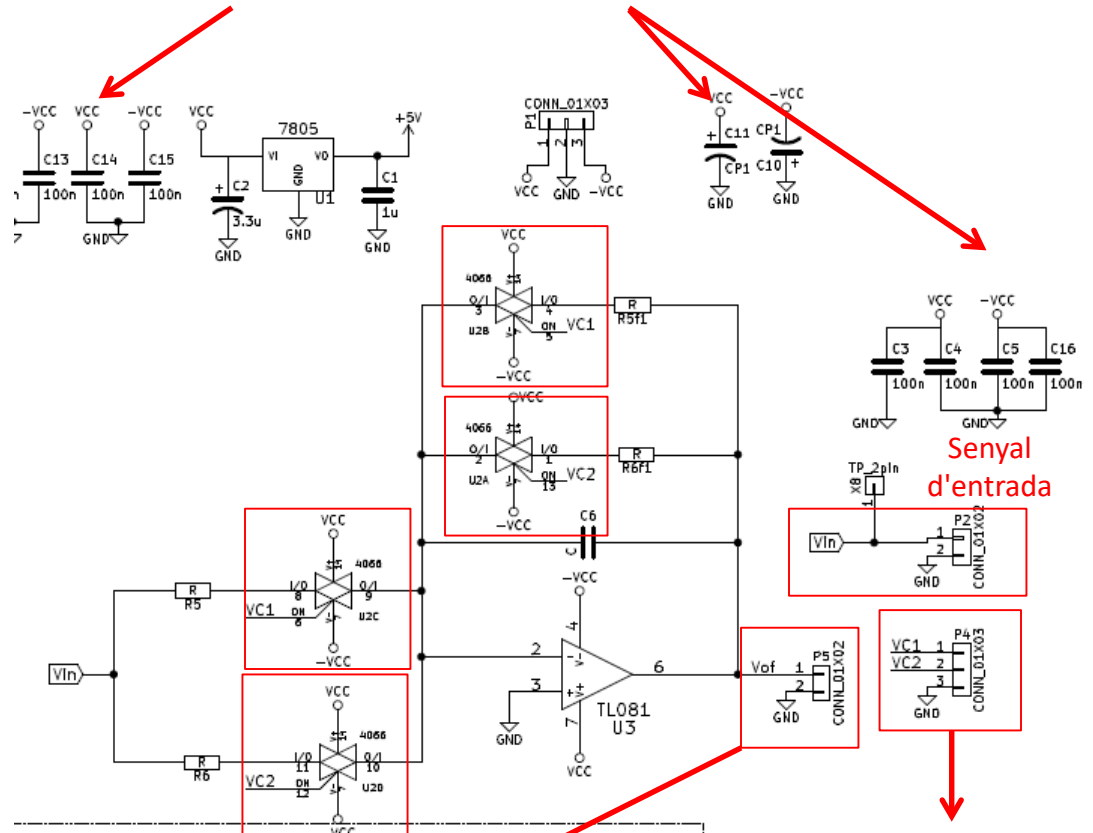 -VCC VCC -VCC VCC
C13 C14 C15
100n 100n 100n
GND
7805
VI VO
GND
U1
+5V
C2
3.3u
C1
1u
GND
GND
GND
CONN_01X03
P1
1 2 3
VCC GND -VCC
VCC
C11
CP1
GND
-VCC
CP1
C10
GND
VCC
4066
O/I I/O
3 4
U2B
ON
5
VC1
-VCC
R
R5f1
VCC
4066
O/I I/O
2 1
U2A
ON
13
VC2
-VCC
R
R6f1
C6
C
VCC -VCC
C3 C4 C5 C16
100n 100n 100n 100n
GND GND
Senyal
d'entrada
TP_2pin
X8
1
VIn
P2
1
2
GND
CONN_01X02
VC1 1
VC2 2
3
P4
GND
CONN_01X03
VIn
R
R5
VCC
4066
I/O O/I
8 9
VC1 ON
6
U2C
-VCC
R
R6
VCC
4066
I/O O/I
11 10
VC2 ON
12
U2D
VCC
-VCC
4
V-
2 -
3 +
V+
6
7
TL081
U3
GND
VCC
Vof 1
2
P5
GND
CONN_01X02